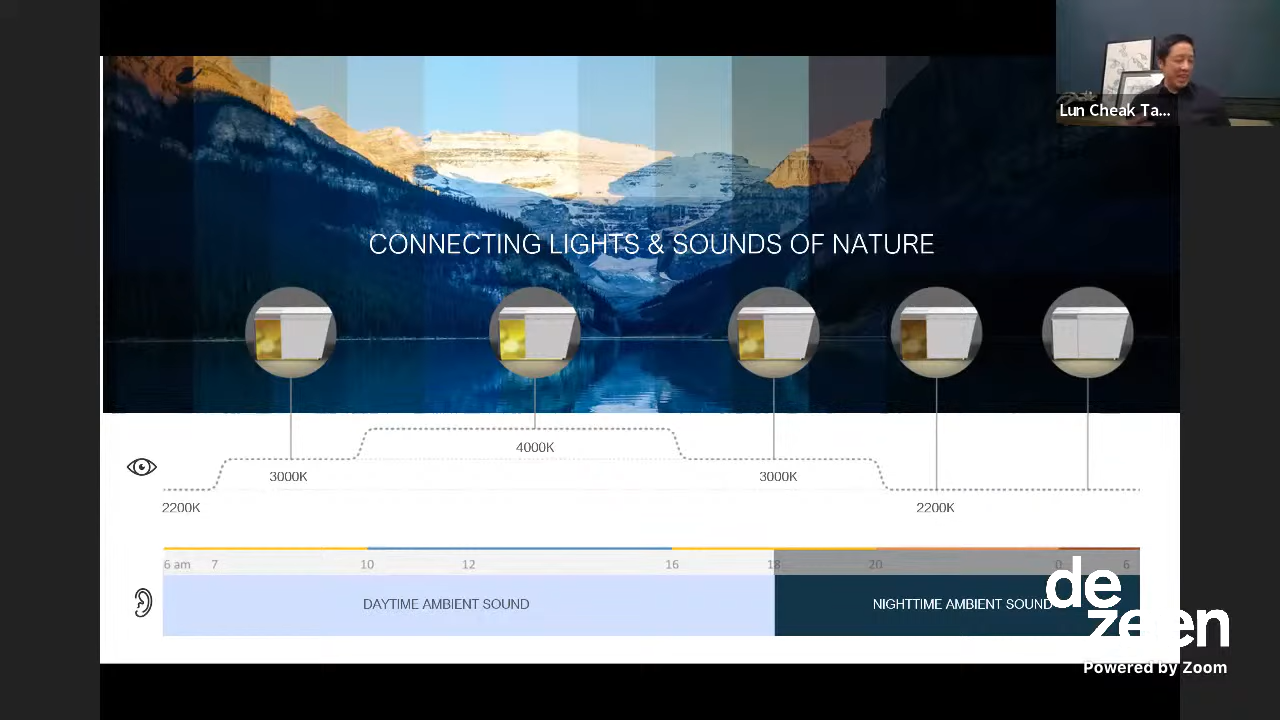 Lun Cheak Ta...
CONNECTING LIGHTS & SOUNDS OF NATURE
4000K
3000K
3000K
2200K
2200K
6 am 7 10 12 16 18 20 0 6
DAYTIME AMBIENT SOUND
NIGHTTIME AMBIENT SOUND
de
zeen
Powered by Zoom